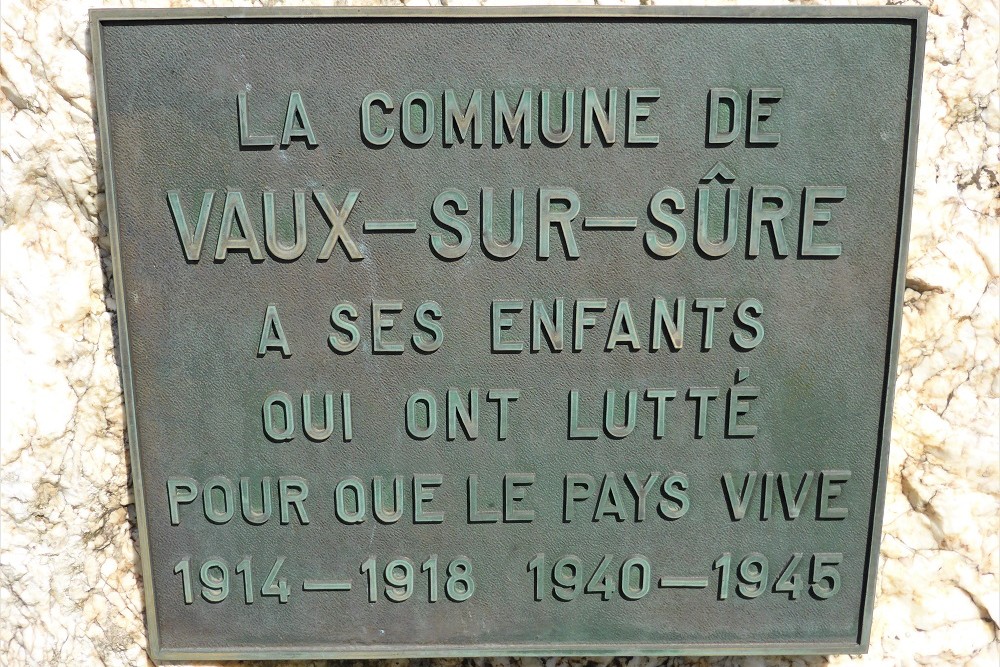 LA COMMUNE DE
VAUX-SUR-SÛRE
A SES ENFANTS
QUI ONT LUTTÉ
POUR QUE LE PAYS VIVE
1914-1918 1940-1945